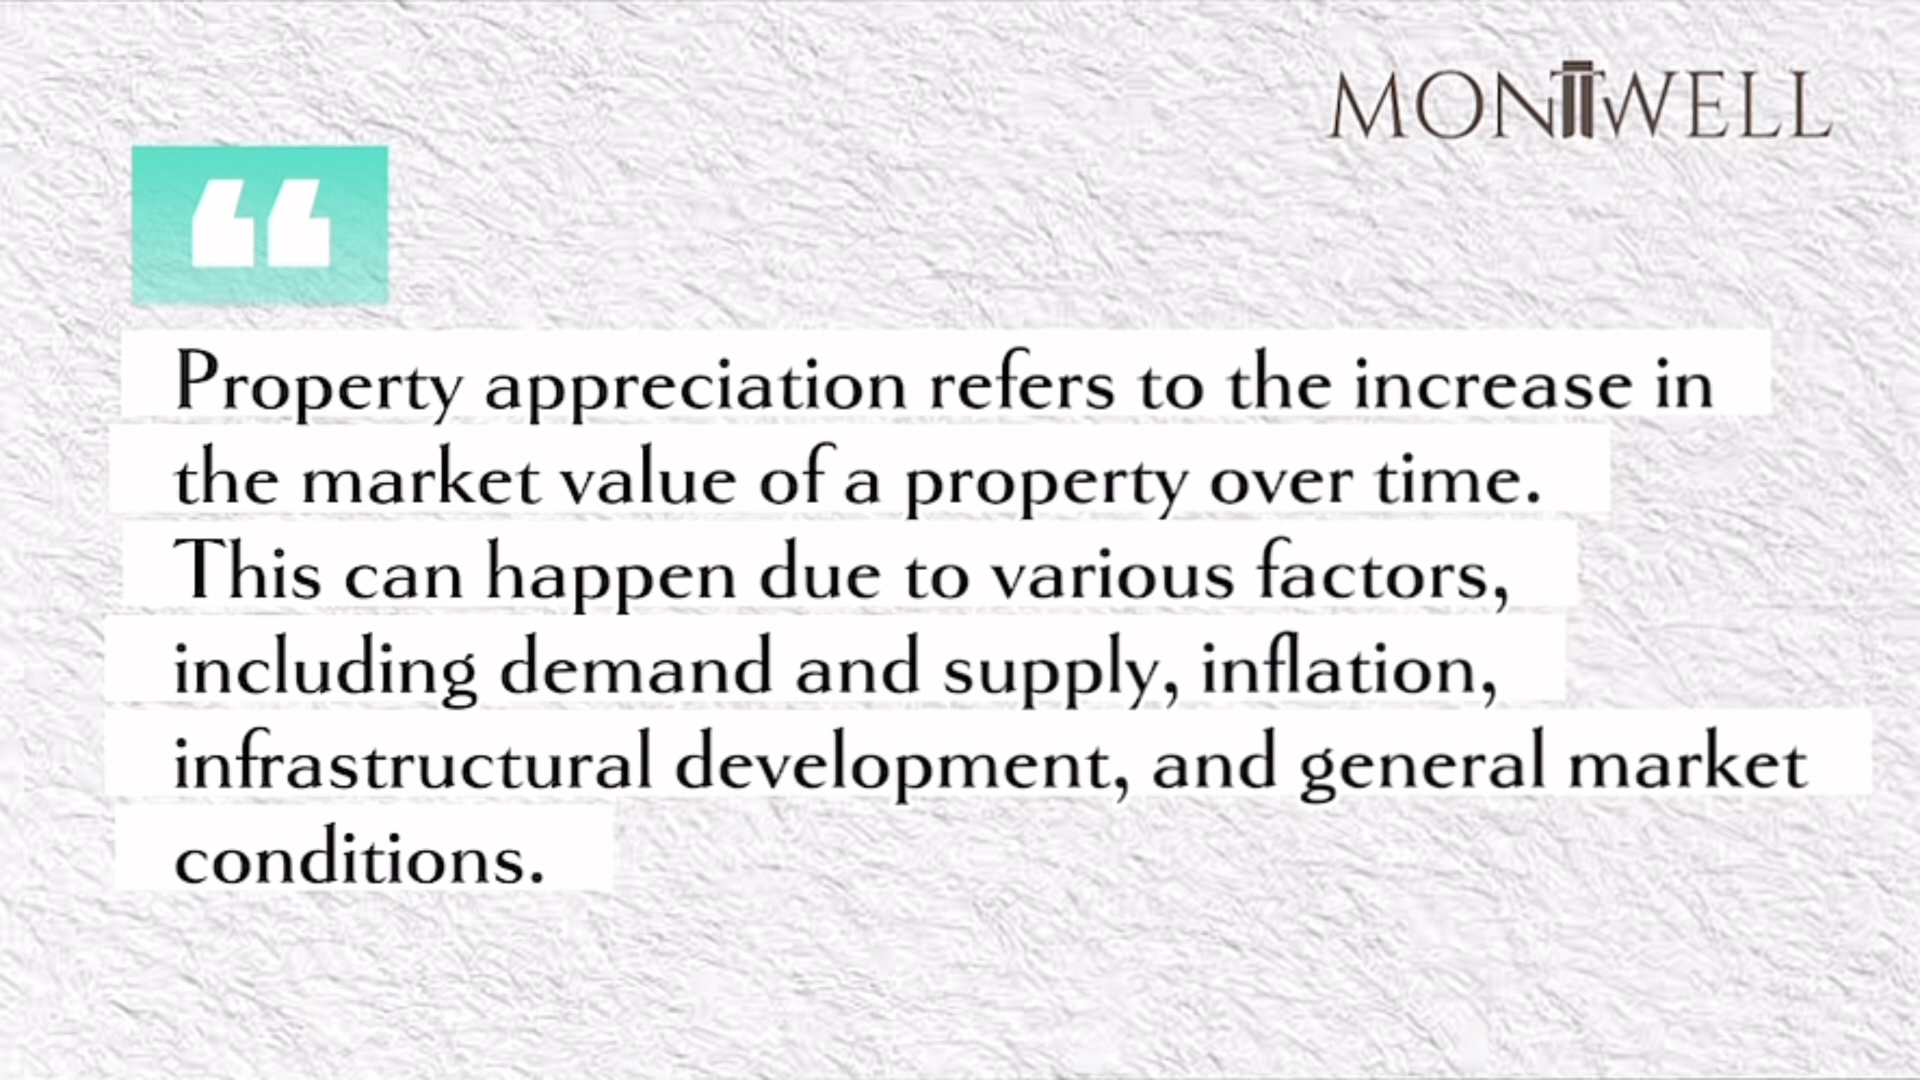 MONTWELL
“
Property appreciation refers to the increase in
the market value of a property over time.
This can happen due to various factors,
including demand and supply, inflation,
infrastructural development, and general market
conditions.